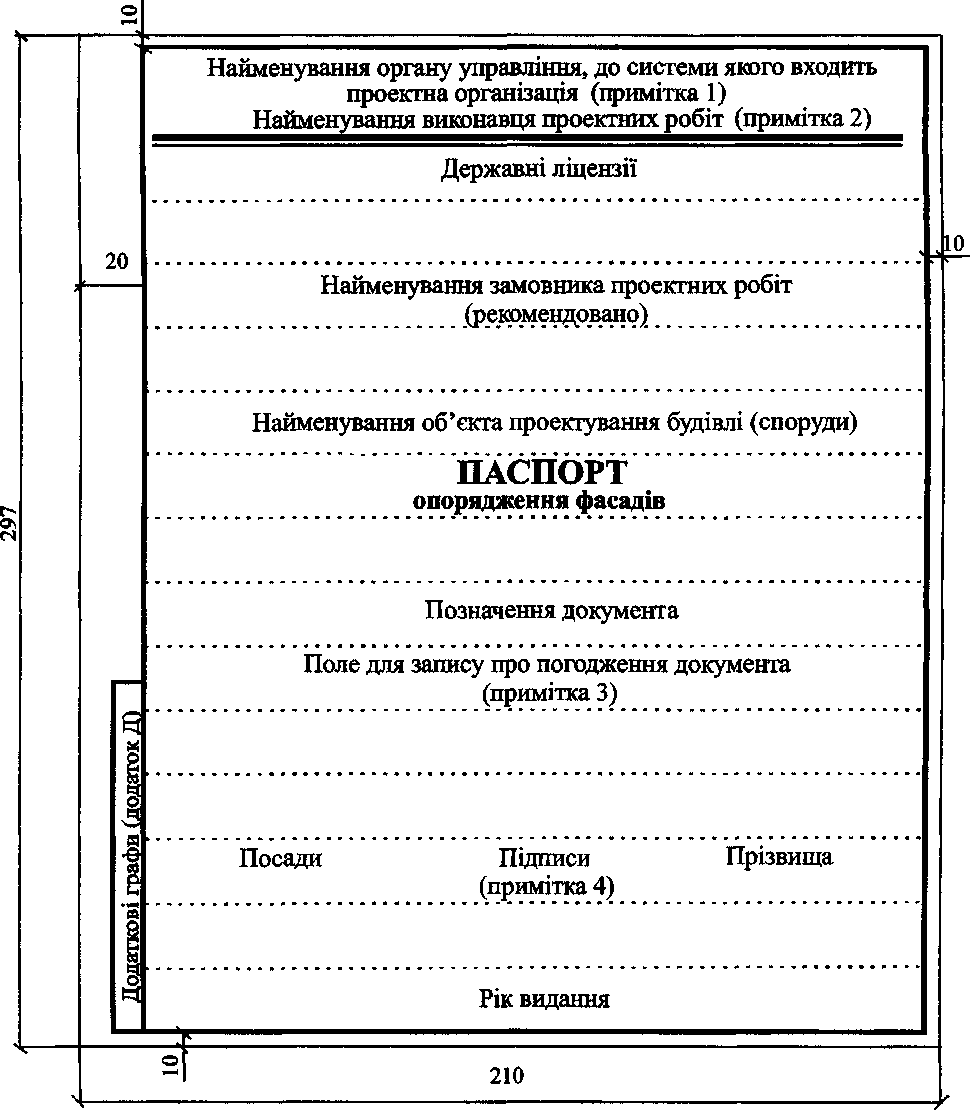 10
Найменування органу управління, до системи якого входить
проектна організація (примітка 1)
Найменування виконавця проектних робіт (примітка 2)
Державні ліцензії
10
20
Найменування замовника проектних робіт
(рекомендовано)
Найменування об’єкта проектування будівлі (споруди)
ПАСПОРТ
опорядження фасадів
297
Позначення документа
Поле для запису про погодження документа
(примітка 3)
Додаткові графи (додаток Д)
Посади Підписи Прізвища
(примітка 4)
Рік видання
10
210